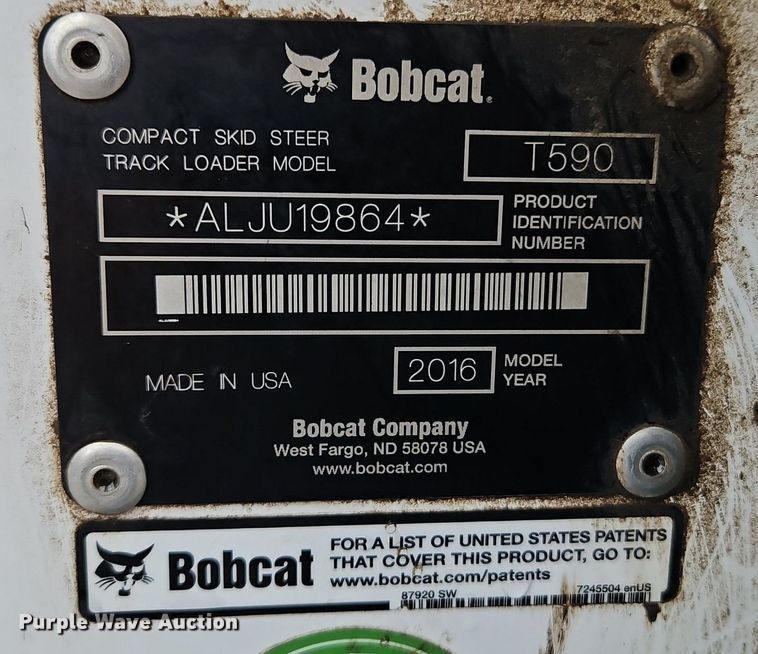 Bobcat®
COMPACT SKID STEER
TRACK LOADER MODEL
T590
*ALJU19864*
PRODUCT
IDENTIFICATION
NUMBER
MADE IN USA
2016
MODEL
YEAR
Bobcat Company
West Fargo, ND 58078 USA
www.bobcat.com
Bobcat
FOR A LIST OF UNITED STATES PATENTS
THAT COVER THIS PRODUCT, GO TO:
www.bobcat.com/patents
87920 SW
7245504 enUS
Purple Wave Auction